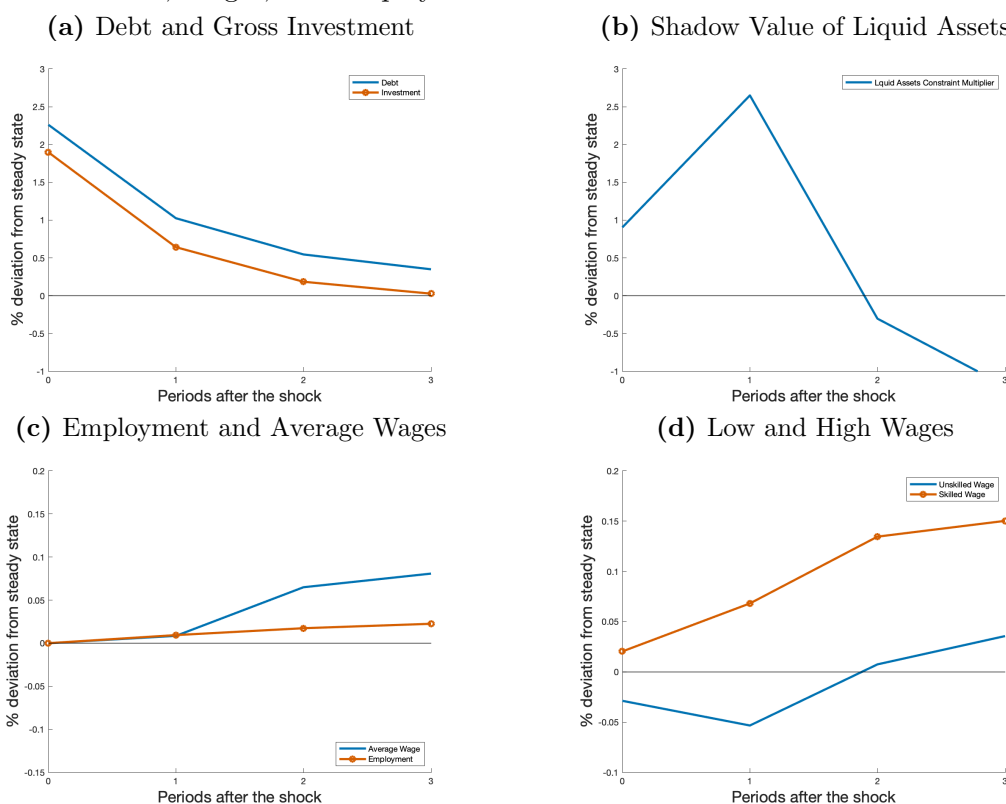 (a) Debt and Gross Investment
3
2.5
2
1.5
1
0.5
0
-0.5
-1
% deviation from steady state
Debt
Investment
0 1 2 3
Periods after the shock
(b) Shadow Value of Liquid Assets
3
2.5
2
1.5
1
0.5
0
-0.5
-1
% deviation from steady state
Lquid Assets Constraint Multiplier
0 1 2 3
Periods after the shock
(c) Employment and Average Wages
0.2
0.15
0.1
0.05
0
-0.05
-0.1
-0.15
% deviation from steady state
Average Wage
Employment
0 1 2 3
Periods after the shock
(d) Low and High Wages
0.2
0.15
0.1
0.05
0
-0.05
-0.1
% deviation from steady state
Unskilled Wage
Skilled Wage
0 1 2 3
Periods after the shock